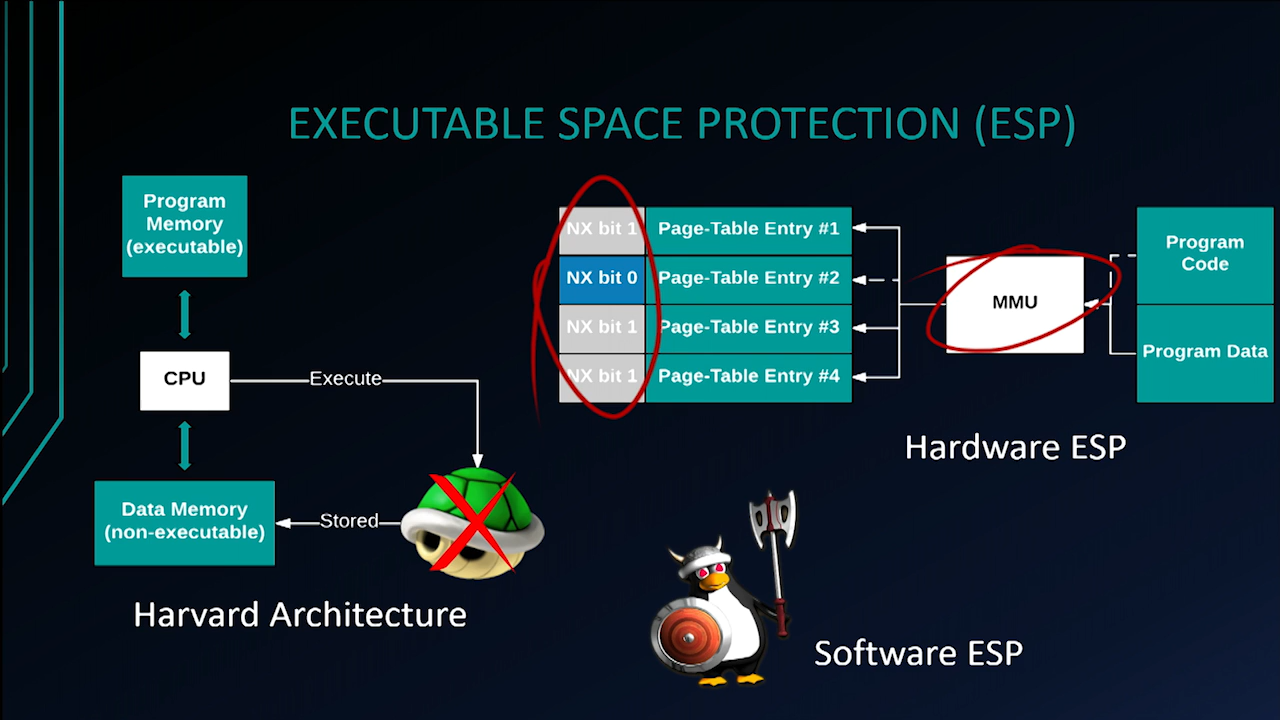 EXECUTABLE SPACE PROTECTION (ESP)
Program
Memory
(executable)
CPU
Execute
Data Memory
(non-executable)
Stored
Harvard Architecture
NX bit 1 Page-Table Entry #1
NX bit 0 Page-Table Entry #2
NX bit 1 Page-Table Entry #3
NX bit 1 Page-Table Entry #4
MMU
Program
Code
Program Data
Hardware ESP
Software ESP